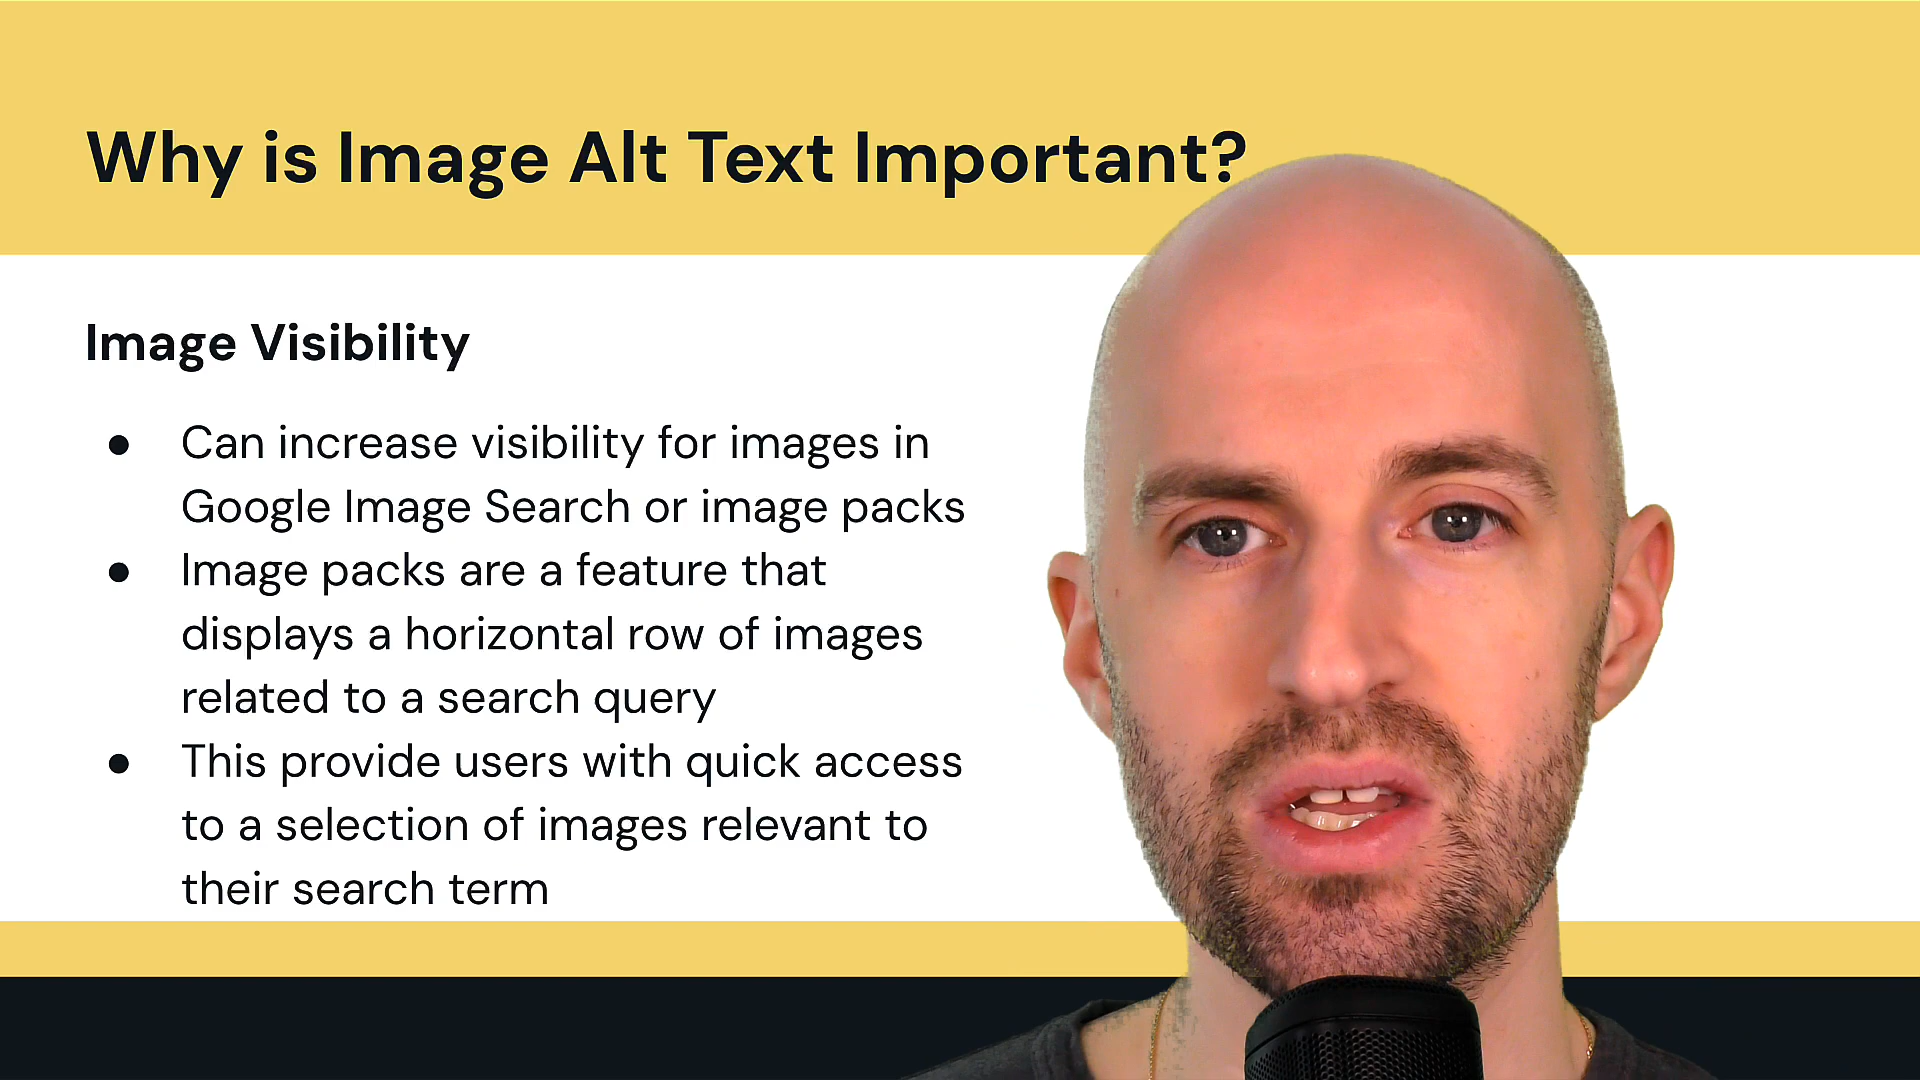 Why is Image Alt Text Important?
Image Visibility
● Can increase visibility for images in
Google Image Search or image packs
● Image packs are a feature that
displays a horizontal row of images
related to a search query
● This provide users with quick access
to a selection of images relevant to
their search term